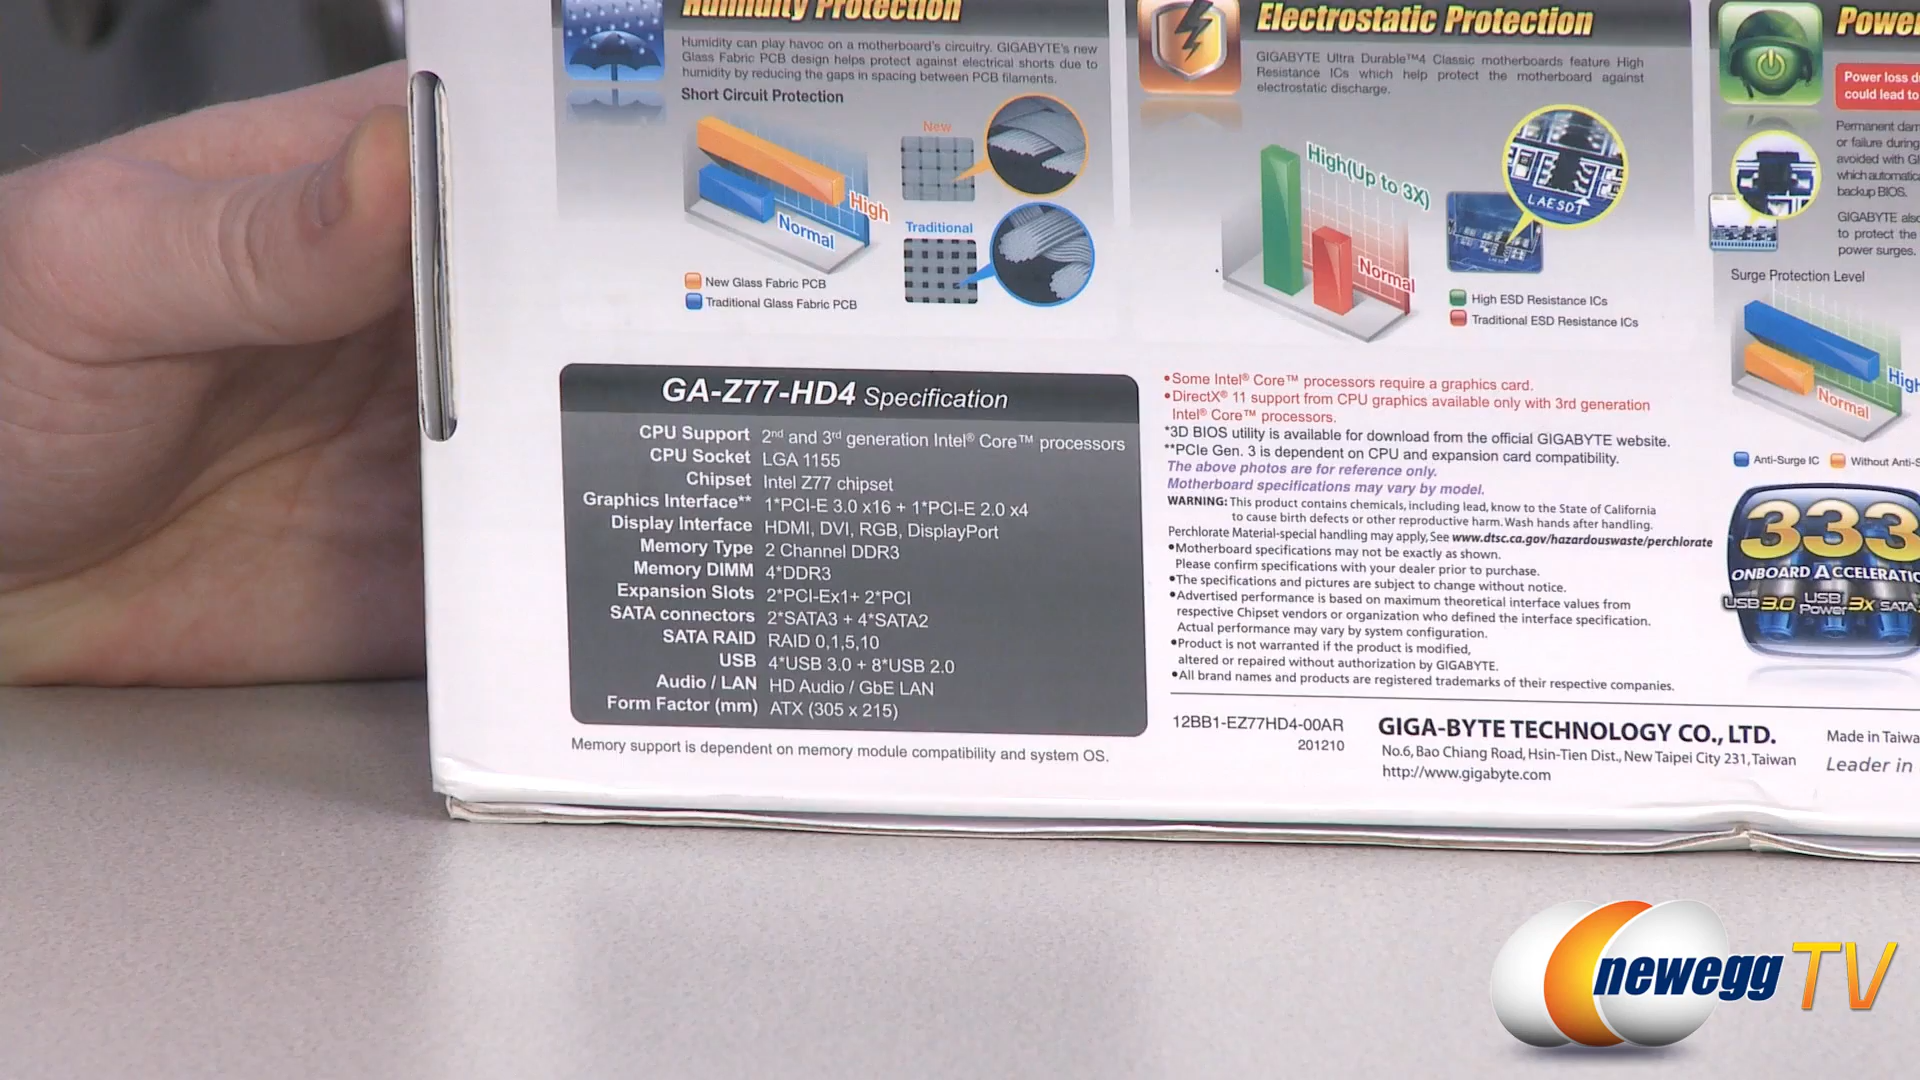 Humidity Protection
Humidity can play havoc on a motherboard's circuitry. GIGABYTE's new
Glass Fabric PCB design helps protect against electrical shorts due to
humidity by reducing the gaps in spacing between PCB filaments.
Short Circuit Protection
New
High
Normal
Traditional
New Glass Fabric PCB
Traditional Glass Fabric PCB
Electrostatic Protection
GIGABYTE Ultra Durable™4 Classic motherboards feature High
Resistance ICs which help protect the motherboard against
electrostatic discharge.
High(Up to 3X)
Normal
LAESD1
High ESD Resistance ICs
Traditional ESD Resistance ICs
Power
Power loss
could lead to
Permanent
or failure during
avoided with
which
backup BIOS.
GIGABYTE
to protect the
power surges.
Surge Protection Level
High
Normal
Anti-Surge IC
Without
GA-Z77-HD4 Specification
CPU Support 2nd and 3rd generation Intel® Core™ processors
CPU Socket LGA 1155
Chipset Intel Z77 chipset
Graphics Interface** 1*PCI-E 3.0 x16 + 1*PCI-E 2.0 x4
Display Interface HDMI, DVI, RGB, DisplayPort
Memory Type 2 Channel DDR3
Memory DIMM 4*DDR3
Expansion Slots 2*PCI-Ex1+ 2*PCI
SATA connectors 2*SATA3 + 4*SATA2
SATA RAID RAID 0,1,5,10
USB 4*USB 3.0 + 8*USB 2.0
Audio / LAN HD Audio / GbE LAN
Form Factor (mm) ATX (305 x 215)
Memory support is dependent on memory module compatibility and system OS.
•Some Intel® Core™ processors require a graphics card.
•DirectX® 11 support from CPU graphics available only with 3rd generation
Intel® Core™ processors.
*3D BIOS utility is available for download from the official GIGABYTE website.
**PCIe Gen. 3 is dependent on CPU and expansion card compatibility.
The above photos are for reference only.
Motherboard specifications may vary by model.
WARNING: This product contains chemicals, including lead, know to the State of California
to cause birth defects or other reproductive harm. Wash hands after handling.
Perchlorate Material-special handling may apply, See www.dtsc.ca.gov/hazardouswaste/perchlorate
•Motherboard specifications may not be exactly as shown.
Please confirm specifications with your dealer prior to purchase.
•The specifications and pictures are subject to change without notice.
•Advertised performance is based on maximum theoretical interface values from
respective Chipset vendors or organization who defined the interface specification.
Actual performance may vary by system configuration.
•Product is not warranted if the product is modified,
altered or repaired without authorization by GIGABYTE.
•All brand names and products are registered trademarks of their respective companies.
333
ONBOARD ACCELERATIO
USB 3.0 USB Power 3x SATA
12BB1-EZ77HD4-00AR
201210
GIGA-BYTE TECHNOLOGY CO., LTD.
No.6, Bao Chiang Road, Hsin-Tien Dist., New Taipei City 231, Taiwan
http://www.gigabyte.com
Made in Taiwa
Leader in
newegg TV